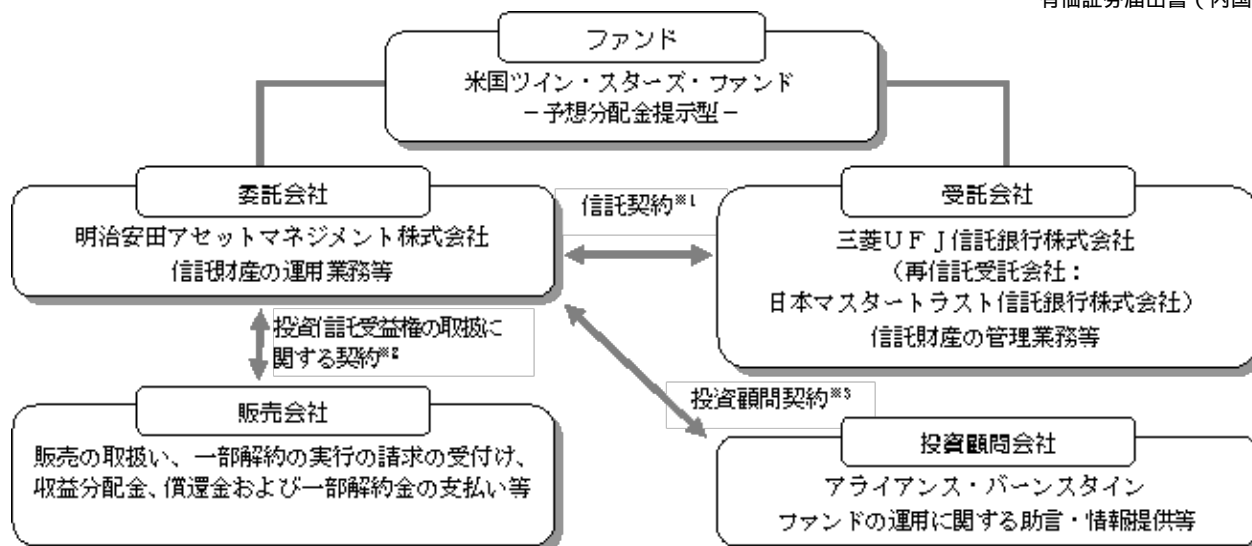 有価証券届出書（内国
ファンド
米国ツイン・スターズ・ファンド
－予想分配金提示型－
委託会社
明治安田アセットマネジメント株式会社
信託財産の運用業務等
信託契約※1
受託会社
三菱ＵＦＪ信託銀行株式会社
（再信託受託会社：
日本マスタートラスト信託銀行株式会社）
信託財産の管理業務等
投資信託受益権の取扱に
関する契約※2
投資顧問契約※3
販売会社
販売の取扱い、一部解約の実行の請求の受付け、
収益分配金、償還金および一部解約金の支払い等
投資顧問会社
アライアンス・バーンスタイン
ファンドの運用に関する助言・情報提供等